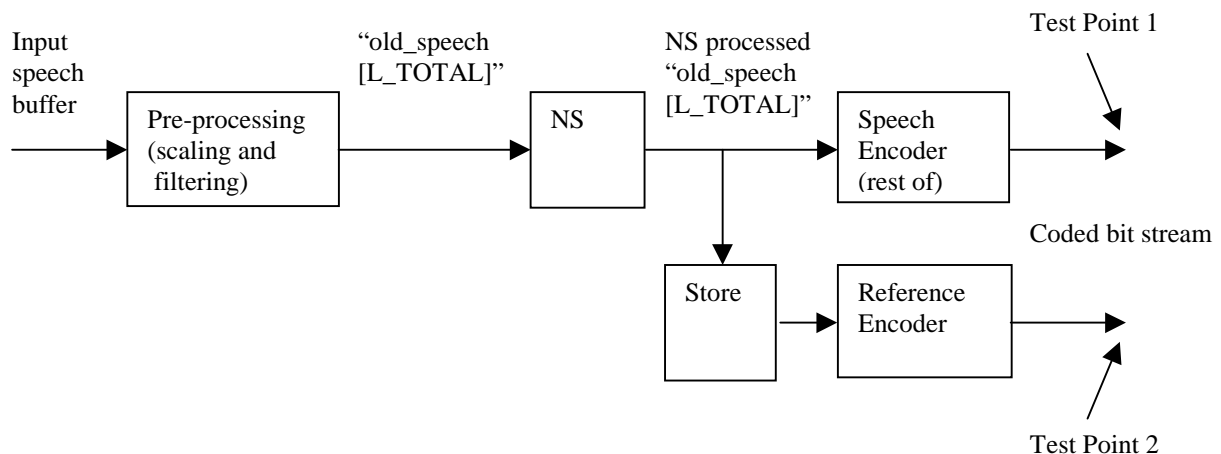 Input
speech
buffer
Pre-processing
(scaling and
filtering)
“old_speech
[L_TOTAL]”
NS
NS processed
“old_speech
[L_TOTAL]”
Speech
Encoder
(rest of)
Test Point 1
Coded bit stream
Store
Reference
Encoder
Test Point 2